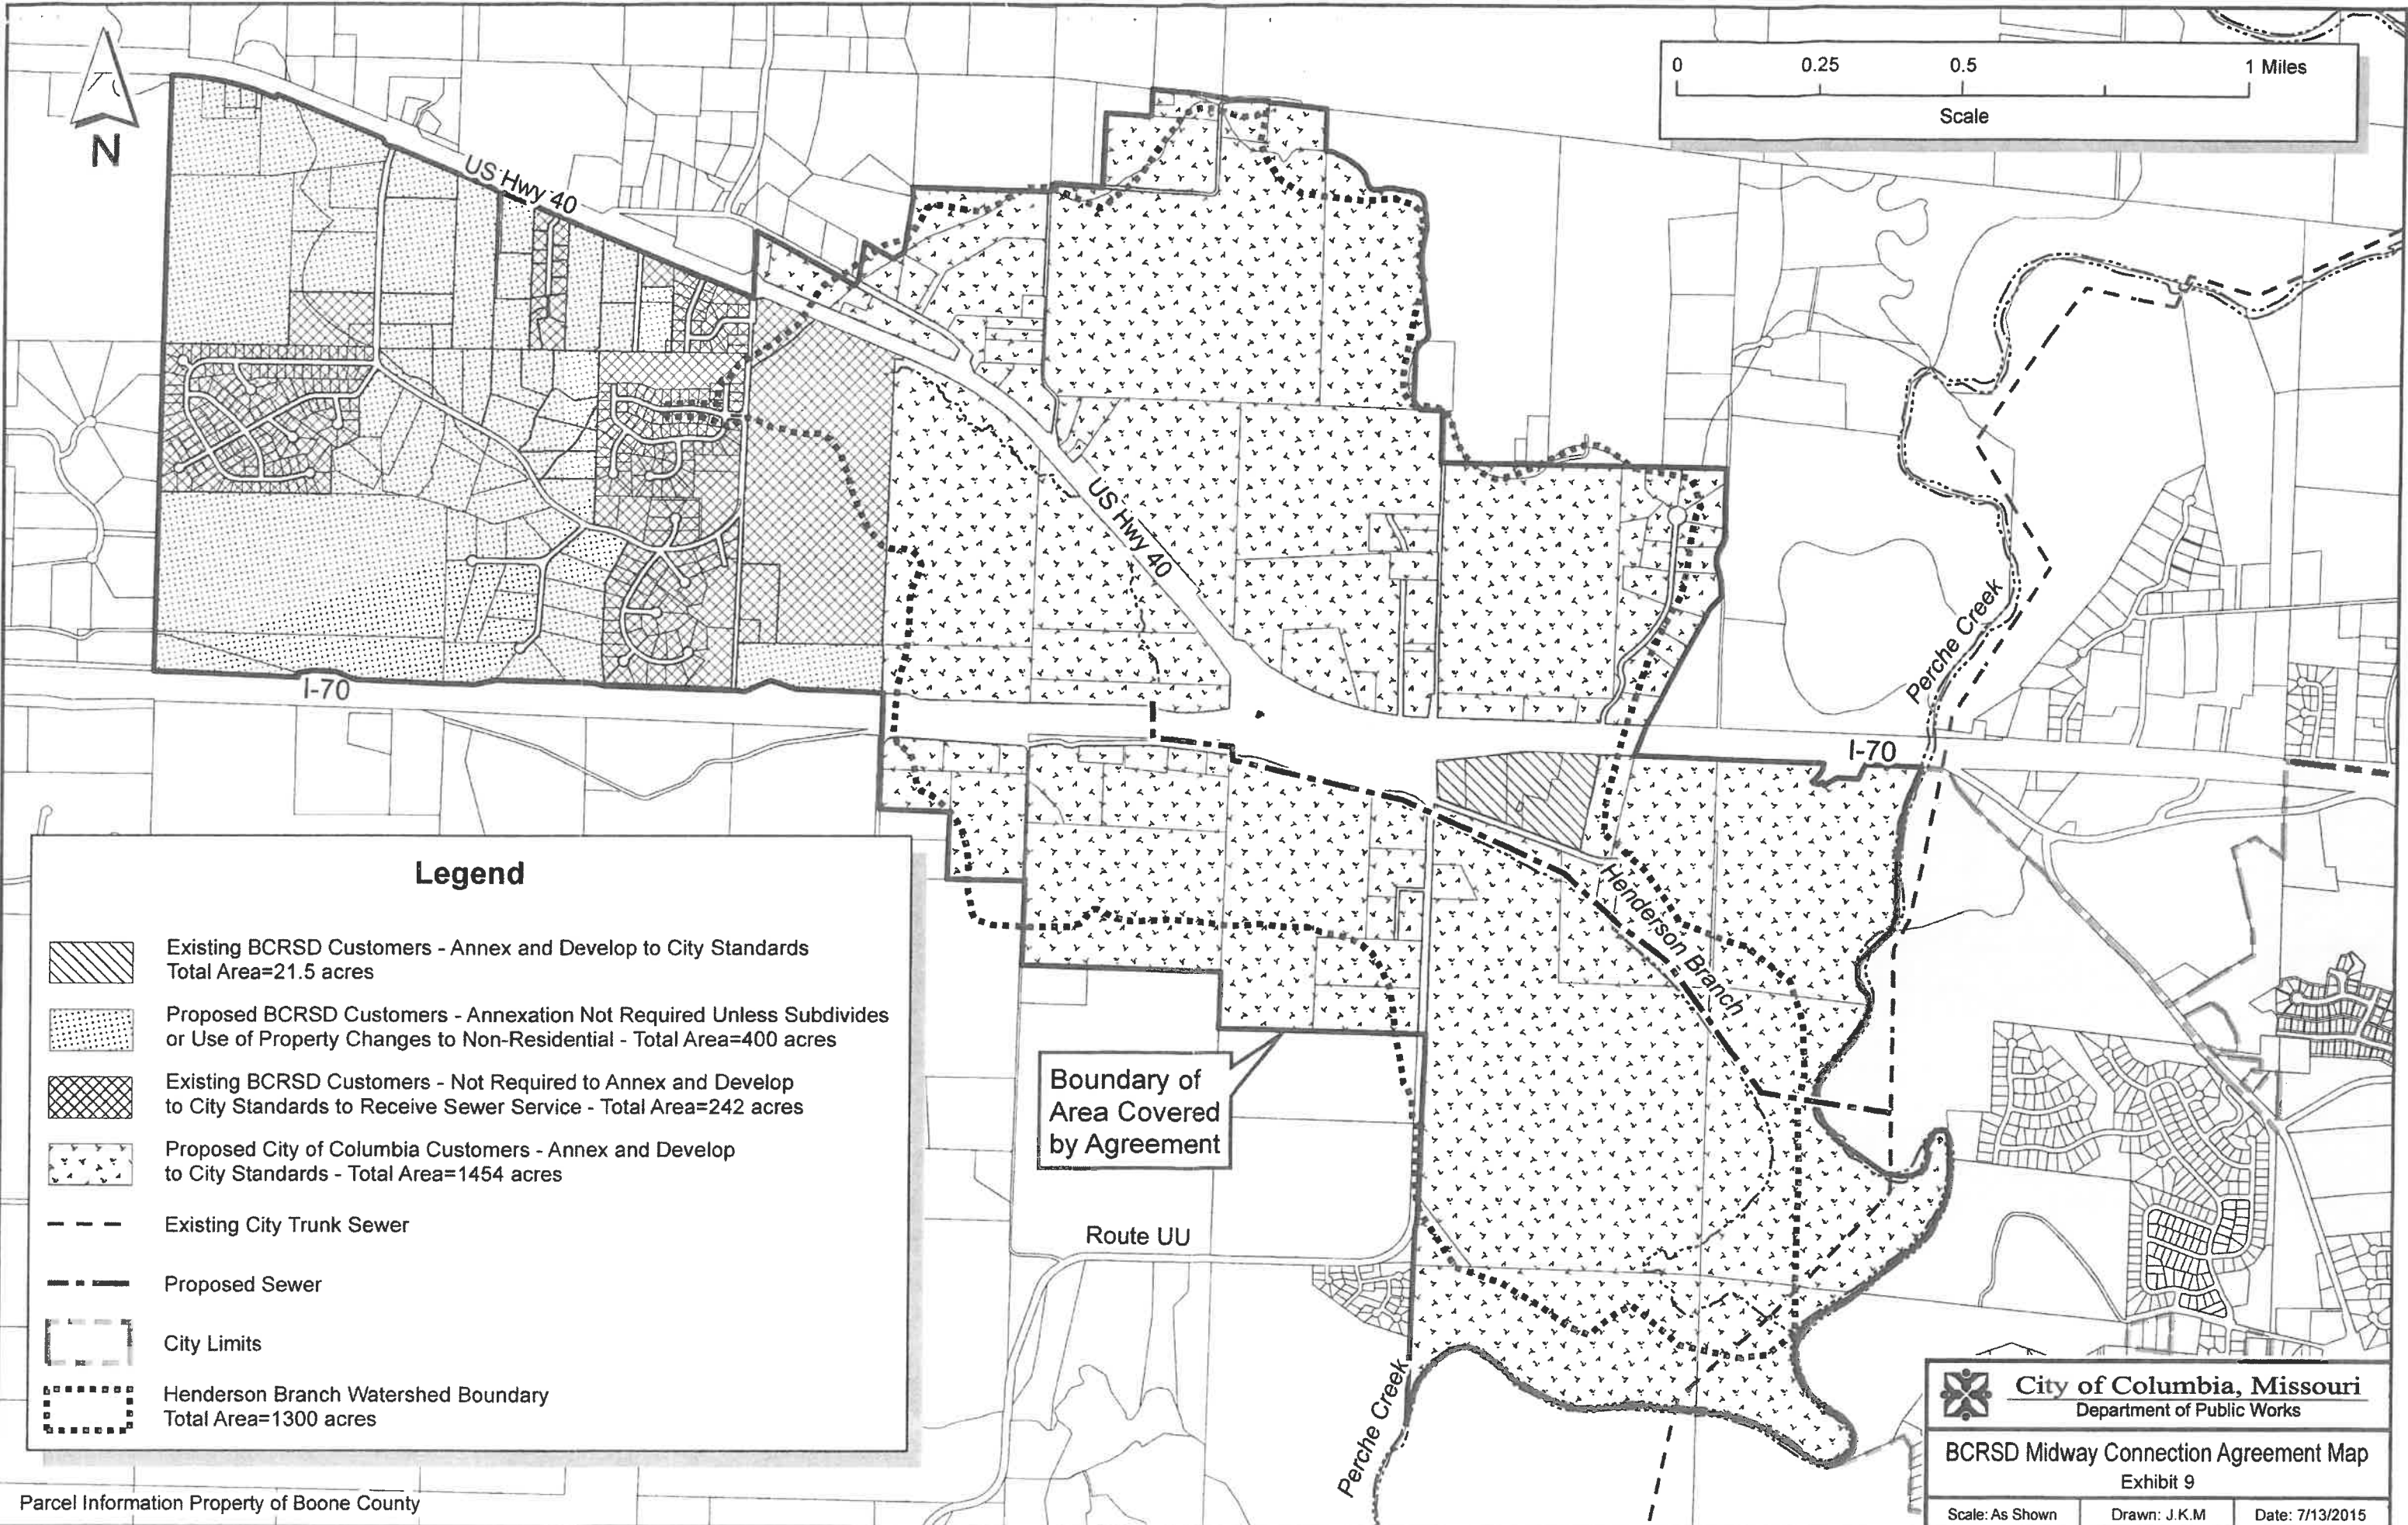 N
0 0.25 0.5 1 Miles
Scale
US Hwy 40
US Hwy 40
Perche Creek
I-70
I-70
Henderson Branch
Boundary of
Area Covered
by Agreement
Route UU
Perche Creek
Legend
Existing BCRSD Customers - Annex and Develop to City Standards
Total Area=21.5 acres
Proposed BCRSD Customers - Annexation Not Required Unless Subdivides
or Use of Property Changes to Non-Residential - Total Area=400 acres
Existing BCRSD Customers - Not Required to Annex and Develop
to City Standards to Receive Sewer Service - Total Area=242 acres
Proposed City of Columbia Customers - Annex and Develop
to City Standards - Total Area=1454 acres
Existing City Trunk Sewer
Proposed Sewer
City Limits
Henderson Branch Watershed Boundary
Total Area=1300 acres
Parcel Information Property of Boone County
City of Columbia, Missouri
Department of Public Works
BCRSD Midway Connection Agreement Map
Exhibit 9
Scale: As Shown Drawn: J.K.M Date: 7/13/2015